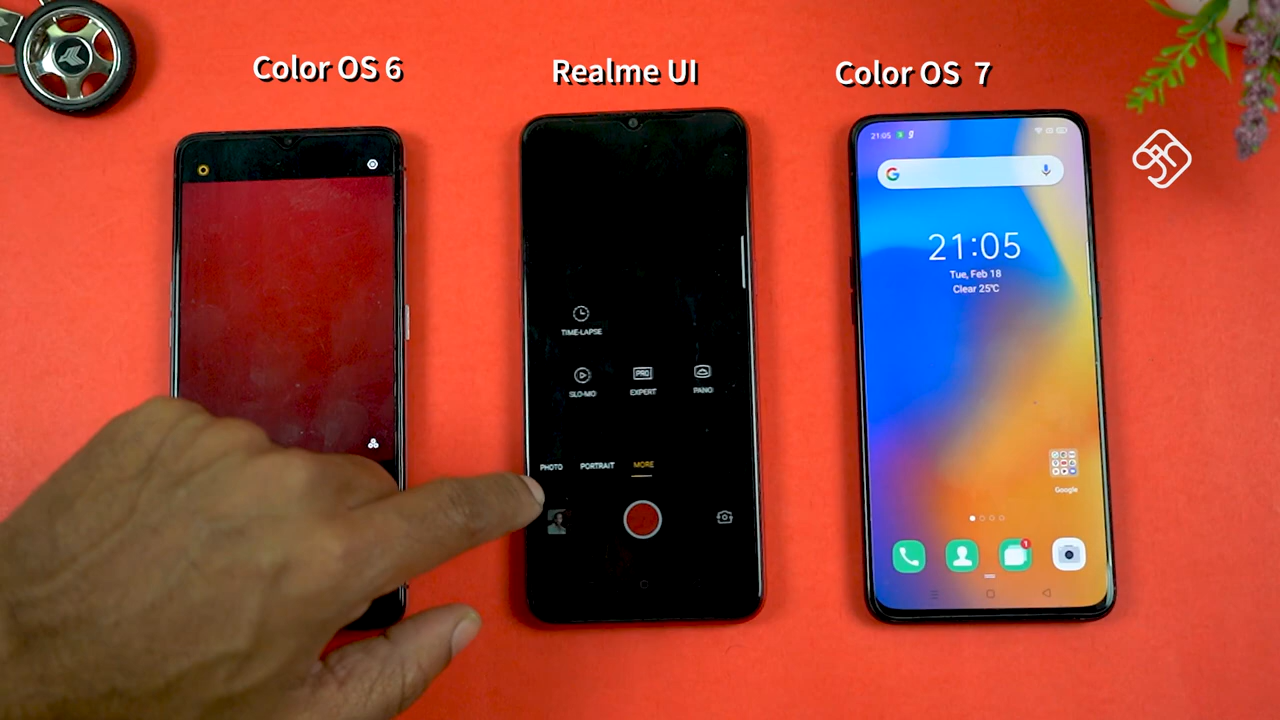 Color OS 6
Realme UI
Color OS 7
21:05
21:05
Tue, Feb 18
Clear 25°C
TIME-LAPSE
SLO-MO
EXPERT
PANO
PRO
PHOTO
PORTRAIT
MORE
Google
1